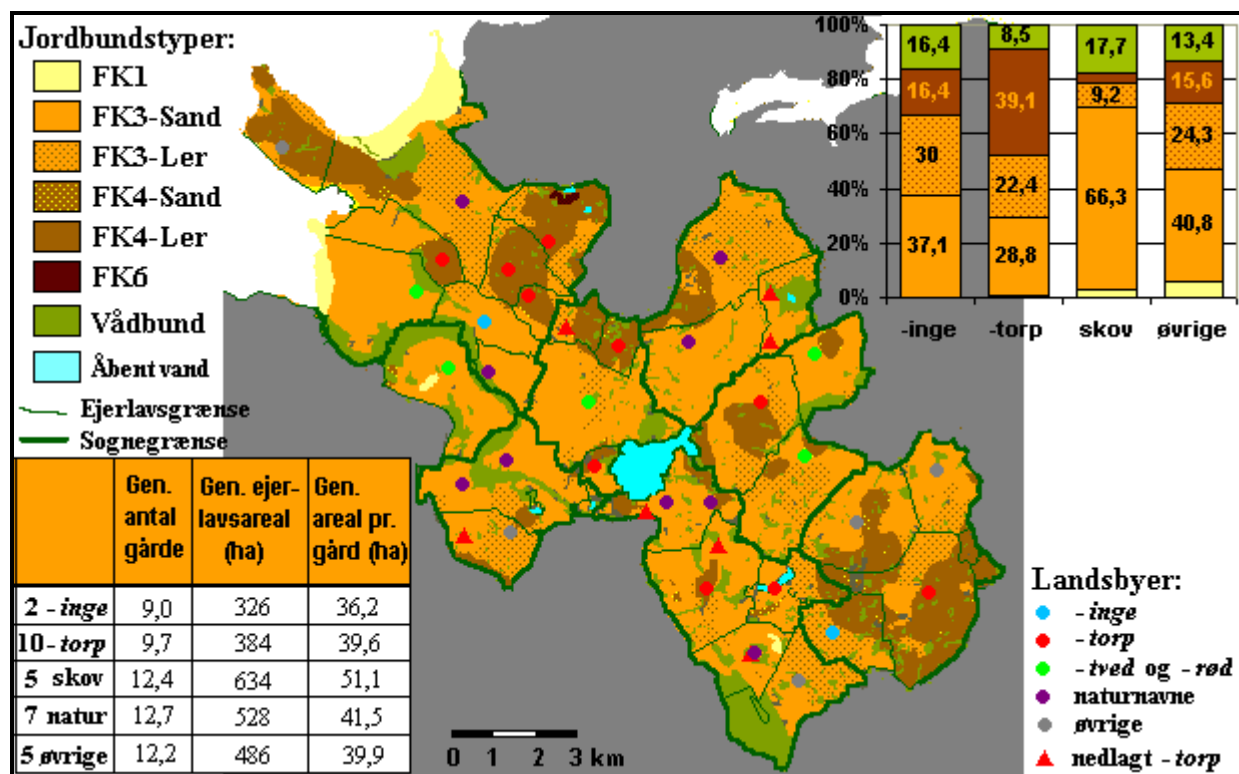 Jordbundstyper:
FK1
FK3-Sand
FK3-Ler
FK4-Sand
FK4-Ler
FK6
Vådbund
Åbent vand
Ejerlavsgrænse
Sognegrænse
Gen. antal gårde Gen. ejer-lavsareal (ha) Gen. areal pr. gård (ha)
2 -inge 9,0 326 36,2
10-torp 9,7 384 39,6
5 skov 12,4 634 51,1
7 natur 12,7 528 41,5
5 øvrige 12,2 486 39,9
0 1 2 3 km
100%
80%
60%
40%
20%
0%
16,4 8,5 17,7 13,4
16,4 39,1 15,6
30 22,4 9,2 24,3
37,1 28,8 66,3 40,8
-inge -torp skov øvrige
Landsbyer:
-inge
-torp
-tved og -rød
naturnavne
øvrige
nedlagt -torp